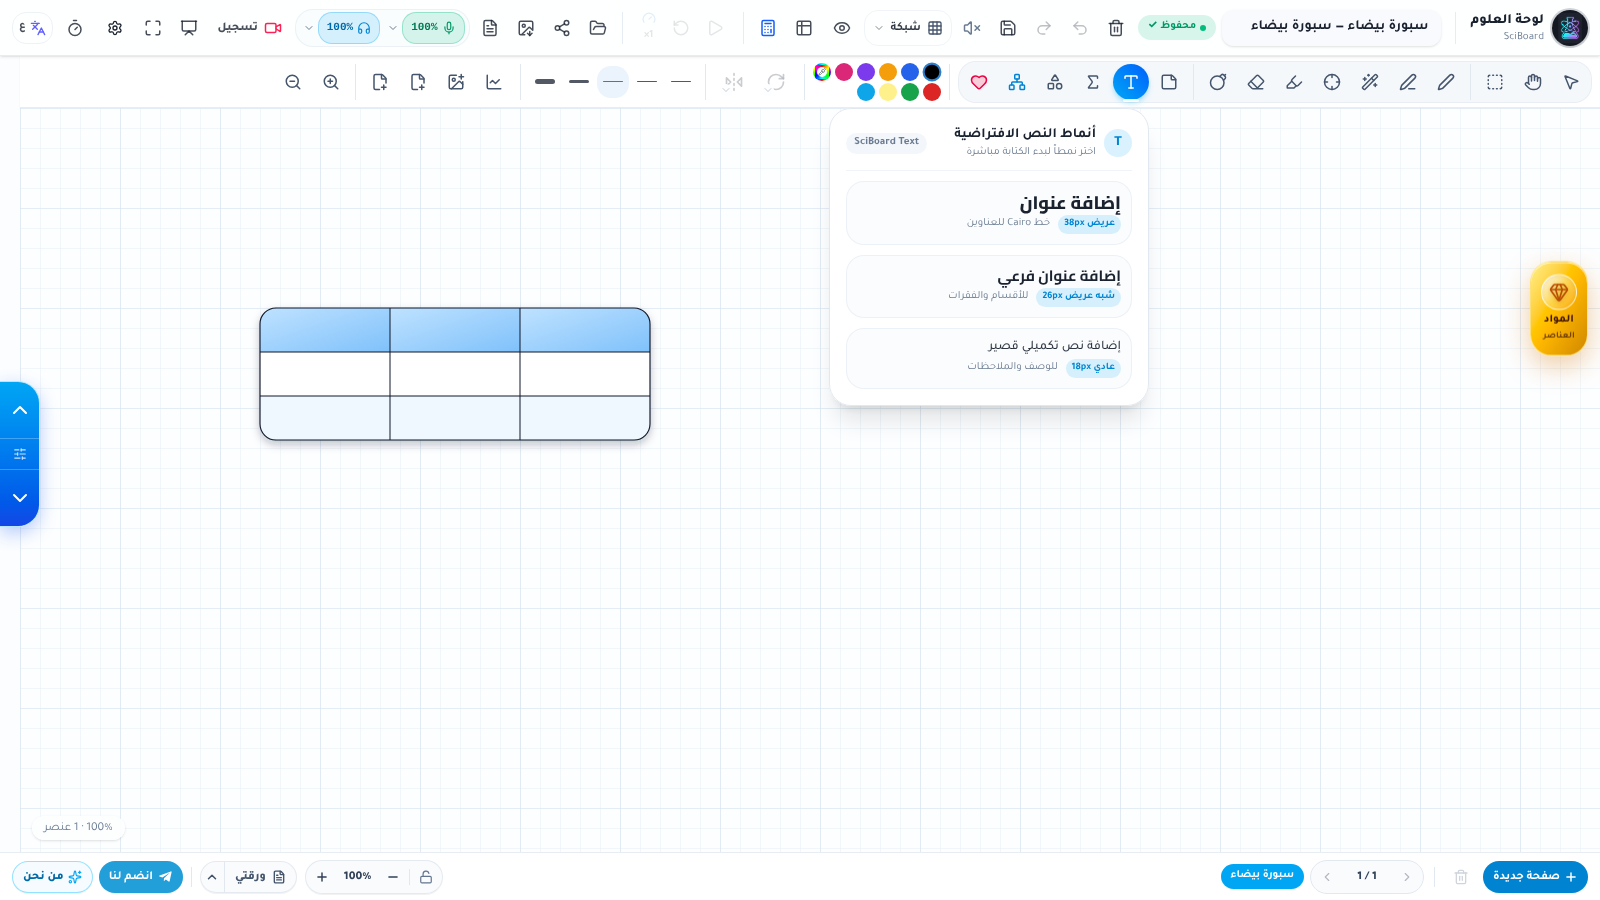 لوحة العلوم
SciBoard
سبورة بيضاء – سبورة بيضاء
محفوظ ✓
شبكة
x1
100%
100%
تسجيل
ع
T
أنماط النص الافتراضية
اختر نمطاً لبدء الكتابة مباشرة
SciBoard Text
إضافة عنوان
عريض 38px
خط Cairo للعناوين
إضافة عنوان فرعي
شبه عريض 26px
للأقسام والفقرات
إضافة نص تكميلي قصير
عادي 18px
للوصف والملاحظات
المواد
العناصر
100% · 1 عنصر
صفحة جديدة
1 / 1
سبورة بيضاء
100%
ورقتي
انضم لنا
من نحن